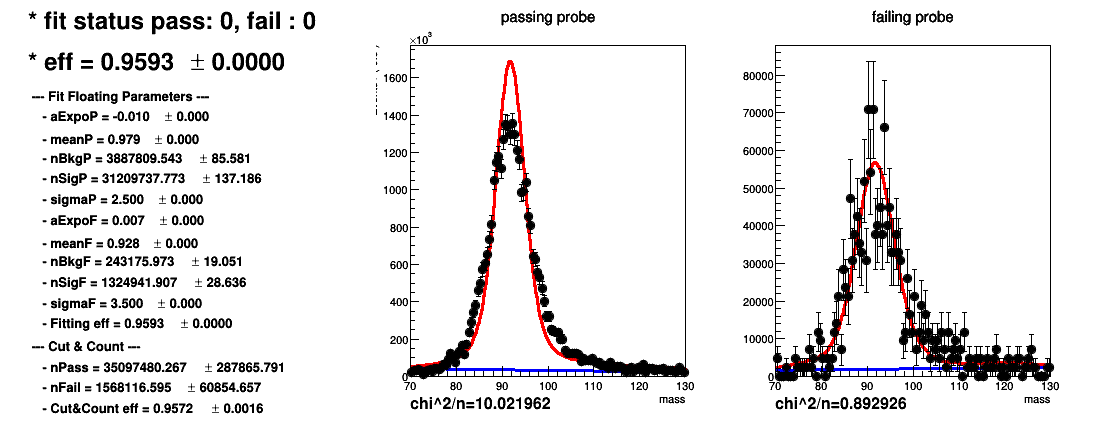 * fit status pass: 0, fail : 0
* eff = 0.9593 ± 0.0000
--- Fit Floating Parameters ---
- aExpoP = -0.010 ± 0.000
- meanP = 0.979 ± 0.000
- nBkgP = 3887809.543 ± 85.581
- nSigP = 31209737.773 ± 137.186
- sigmaP = 2.500 ± 0.000
- aExpoF = 0.007 ± 0.000
- meanF = 0.928 ± 0.000
- nBkgF = 243175.973 ± 19.051
- nSigF = 1324941.907 ± 28.636
- sigmaF = 3.500 ± 0.000
- Fitting eff = 0.9593 ± 0.0000
--- Cut & Count ---
- nPass = 35097480.267 ± 287865.791
- nFail = 1568116.595 ± 60854.657
- Cut&Count eff = 0.9572 ± 0.0016
passing probe
×10³
1600
1400
1200
1000
800
600
400
200
0
70 80 90 100 110 120 130
mass
chi^2/n=10.021962
failing probe
80000
70000
60000
50000
40000
30000
20000
10000
0
70 80 90 100 110 120 130
mass
chi^2/n=0.892926